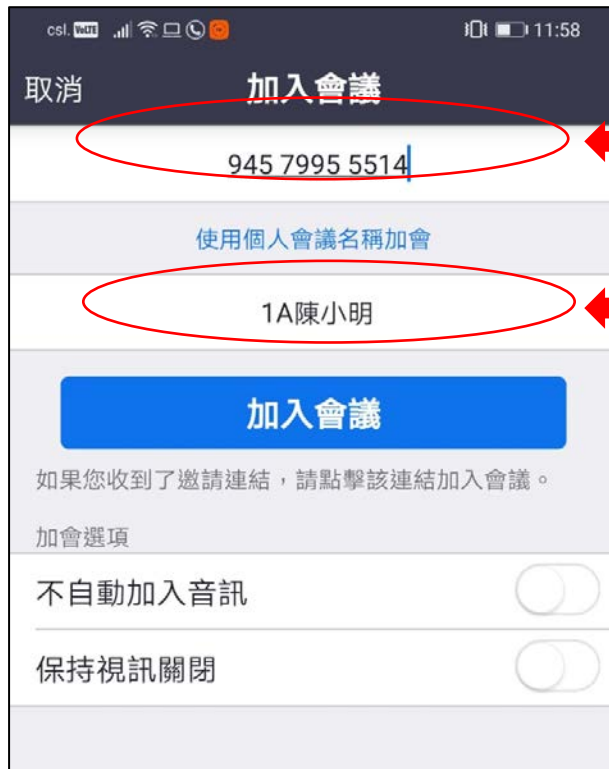 csl. VoLTE 11:58
取消 加入會議
945 7995 5514
使用個人會議名稱加會
1A陳小明
加入會議
如果您收到了邀請連結，請點擊該連結加入會議。
加會選項
不自動加入音訊
保持視訊關閉